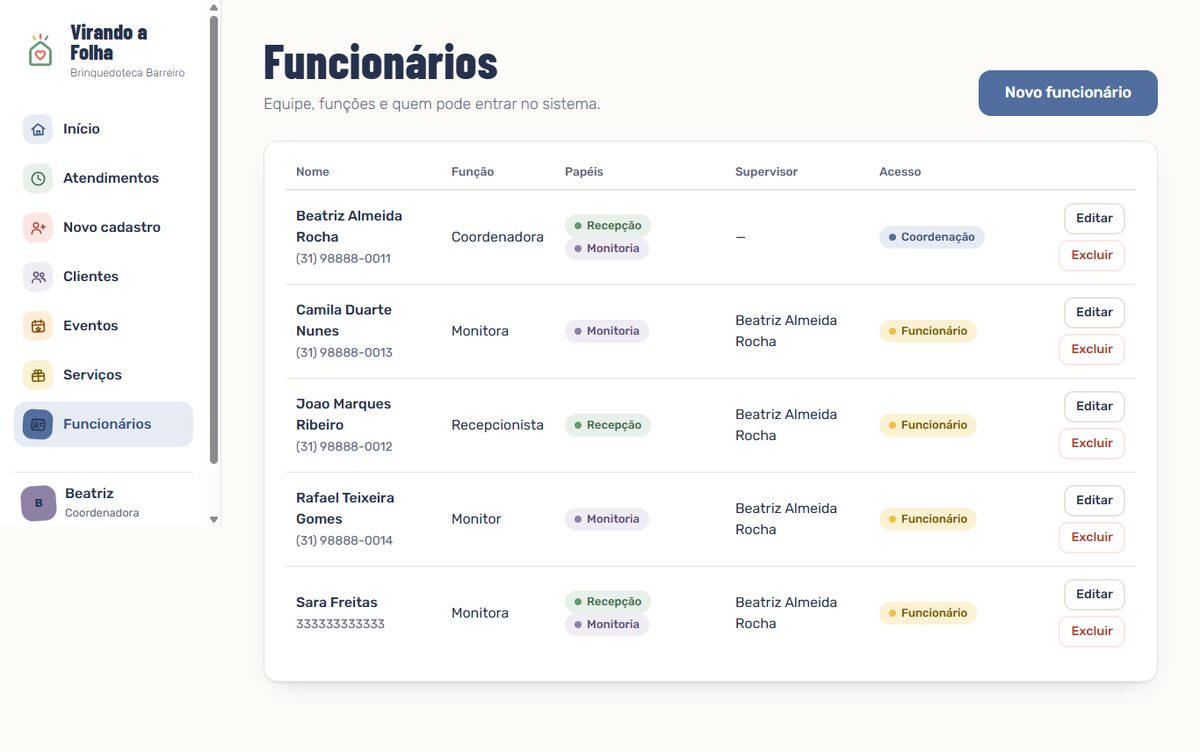 Virando a
Folha
Brinquedoteca Barreiro
Início
Atendimentos
Novo cadastro
Clientes
Eventos
Serviços
Funcionários
B
Beatriz
Coordenadora
Funcionários
Equipe, funções e quem pode entrar no sistema.
Novo funcionário
Nome Função Papéis Supervisor Acesso
Beatriz Almeida
Rocha
(31) 98888-0011
Coordenadora
Recepção
Monitoria
—
Coordenação
Editar
Excluir
Camila Duarte
Nunes
(31) 98888-0013
Monitora
Monitoria
Beatriz Almeida
Rocha
Funcionário
Editar
Excluir
Joao Marques
Ribeiro
(31) 98888-0012
Recepcionista
Recepção
Beatriz Almeida
Rocha
Funcionário
Editar
Excluir
Rafael Teixeira
Gomes
(31) 98888-0014
Monitor
Monitoria
Beatriz Almeida
Rocha
Funcionário
Editar
Excluir
Sara Freitas
333333333333
Monitora
Recepção
Monitoria
Beatriz Almeida
Rocha
Funcionário
Editar
Excluir